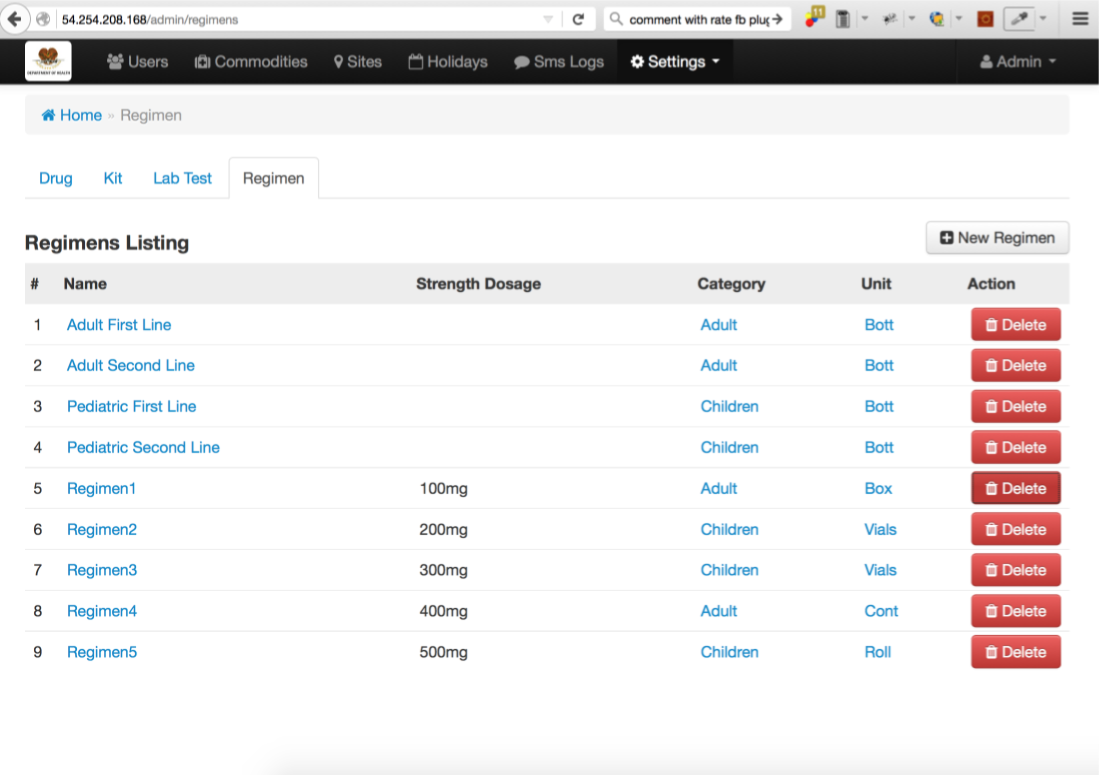 54.254.208.168/admin/regimens comment with rate fb plug 11
DEPARTMENT OF HEALTH Users Commodities Sites Holidays Sms Logs Settings Admin
Home » Regimen
Drug Kit Lab Test Regimen
Regimens Listing New Regimen
# Name Strength Dosage Category Unit Action
1 Adult First Line Adult Bott Delete
2 Adult Second Line Adult Bott Delete
3 Pediatric First Line Children Bott Delete
4 Pediatric Second Line Children Bott Delete
5 Regimen1 100mg Adult Box Delete
6 Regimen2 200mg Children Vials Delete
7 Regimen3 300mg Children Vials Delete
8 Regimen4 400mg Adult Cont Delete
9 Regimen5 500mg Children Roll Delete